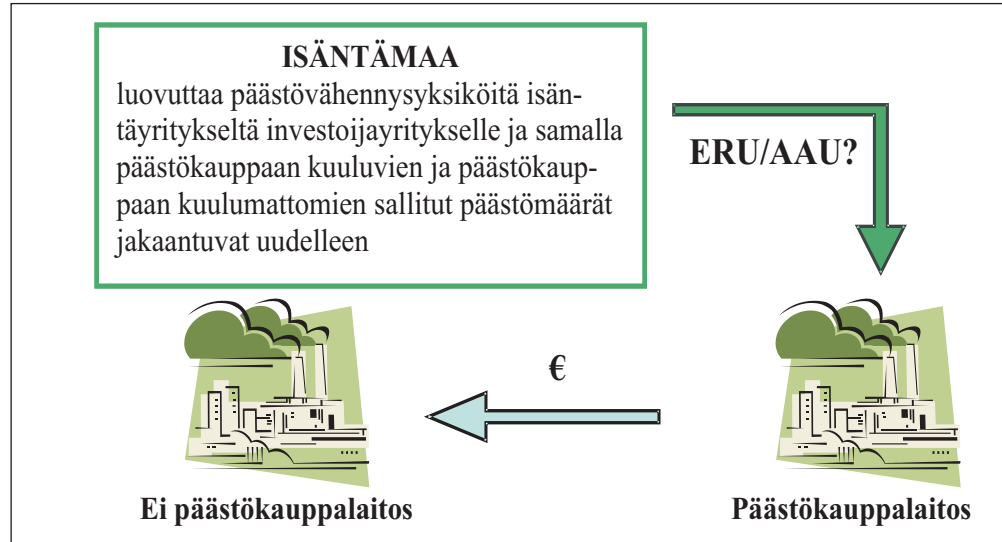 ISÄNTÄMAA
luovuttaa päästövähennysyksiköitä isän-
täyritykseltä investoijayritykselle ja samalla
päästökauppaan kuuluvien ja päästökaup-
paan kuulumattomien sallitut päästömäärät
jakaantuvat uudelleen
ERU/AAU?
€
Ei päästökauppalaitos
Päästökauppalaitos